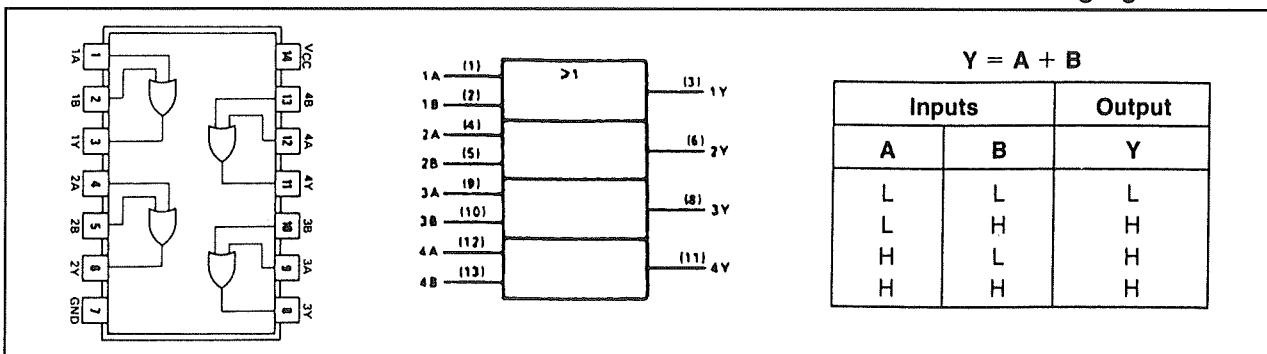 1A 1 14 VCC
1B 2 13 4B
1Y 3 12 4A
2A 4 11 4Y
2B 5 10 3B
2Y 6 9 3A
GND 7 8 3Y
>1
1A (1)
1B (2)
2A (4)
2B (5)
3A (9)
3B (10)
4A (12)
4B (13)
(3) 1Y
(6) 2Y
(8) 3Y
(11) 4Y
Y = A + B
Inputs Output
A B Y
L L L
L H H
H L H
H H H